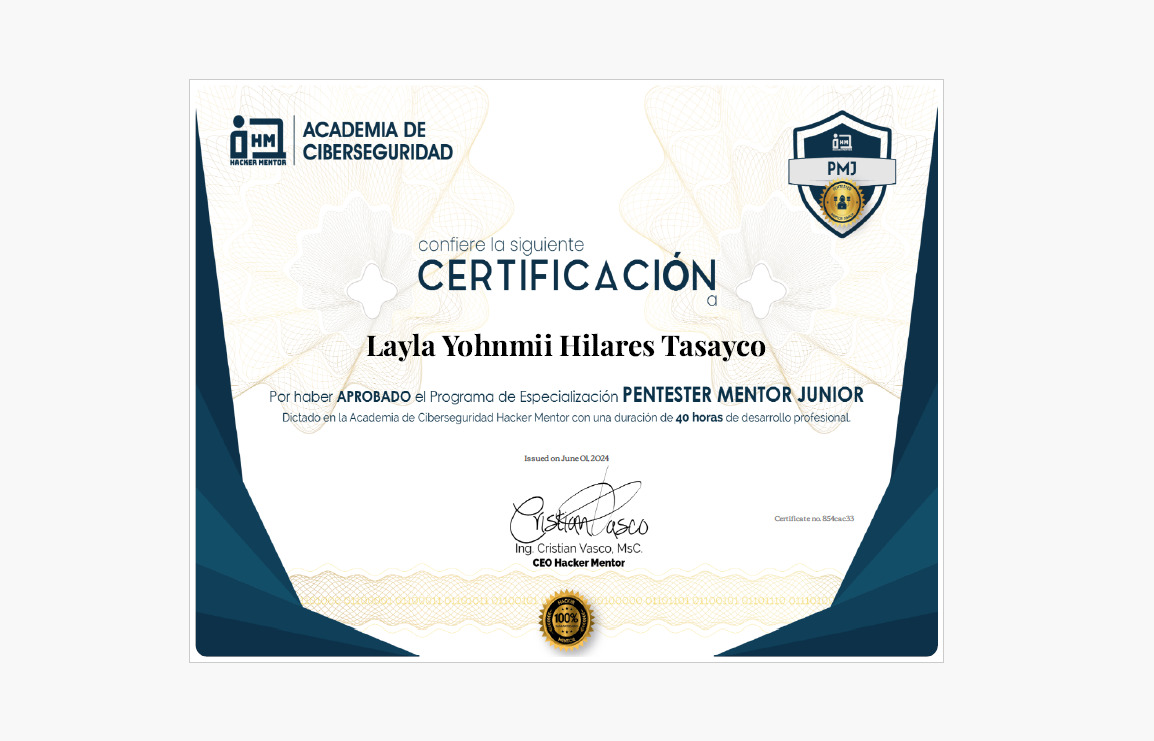 HM
HACKER MENTOR
ACADEMIA DE
CIBERSEGURIDAD
HM
PMJ
confiere la siguiente
CERTIFICACIÓN
a
Layla Yohnmii Hilares Tasayco
Por haber APROBADO el Programa de Especialización PENTESTER MENTOR JUNIOR
Dictado en la Academia de Ciberseguridad Hacker Mentor con una duración de 40 horas de desarrollo profesional.
Issued on June 01, 2024
Cristian Vasco
Certificate no. 854cac33
Ing. Cristian Vasco, MsC.
CEO Hacker Mentor
HACKER
100%
MENTOR